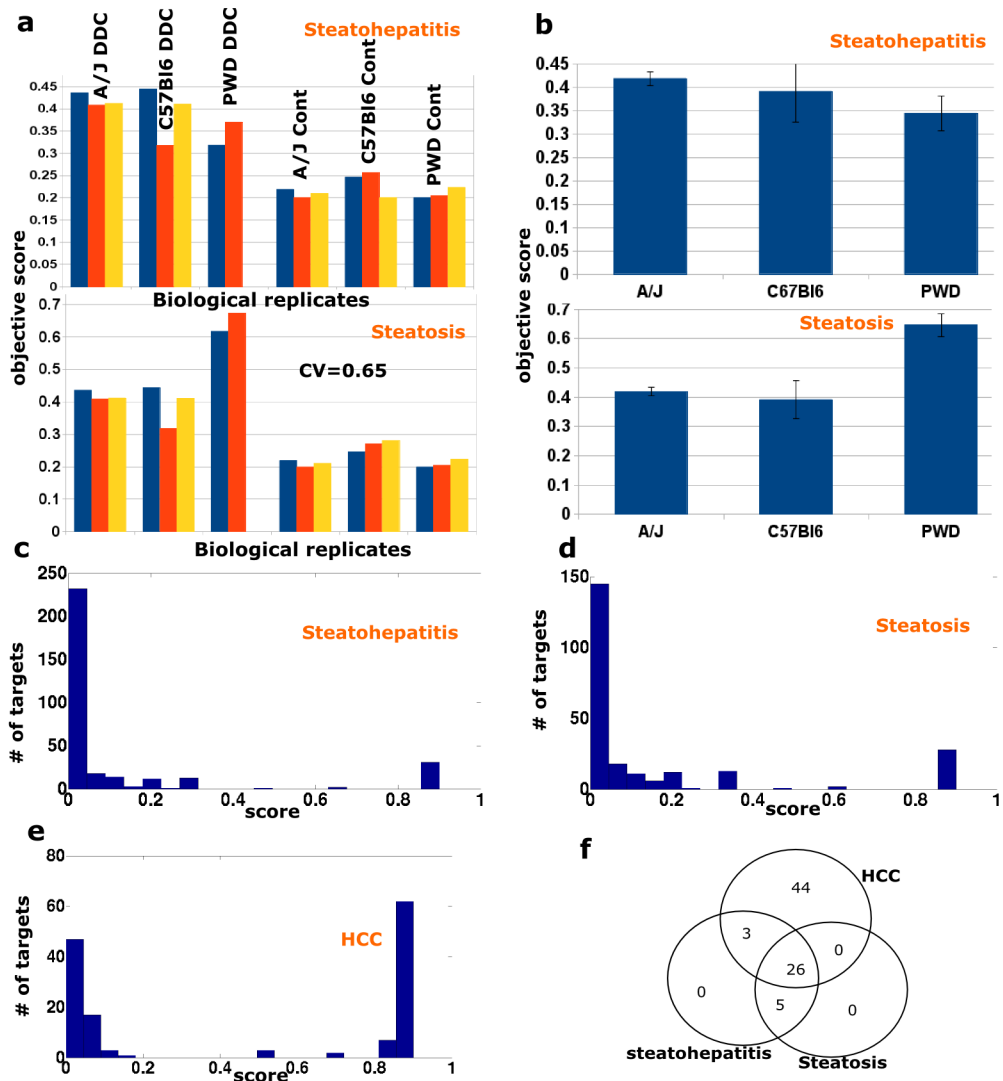 a
Steatohepatitis
A/J DDC
C57Bl6 DDC
PWD DDC
A/J Cont
C57Bl6 Cont
PWD Cont
0.45
0.4
0.35
0.3
0.25
0.2
0.15
0.1
0.05
0
objective score
Biological replicates
Steatosis
CV=0.65
0.7
0.6
0.5
0.4
0.3
0.2
0.1
0
Biological replicates
b
Steatohepatitis
0.45
0.4
0.35
0.3
0.25
0.2
0.15
0.1
0.05
0
A/J C67Bl6 PWD
objective score
Steatosis
0.7
0.6
0.5
0.4
0.3
0.2
0.1
0
A/J C57Bl6 PWD
c
250
200
150
100
50
0
# of targets
Steatohepatitis
0 0.2 0.4 0.6 0.8 1
score
d
150
100
50
0
# of targets
Steatosis
0 0.2 0.4 0.6 0.8 1
score
e
80
60
40
20
0
# of targets
HCC
0 0.2 0.4 0.6 0.8 1
score
f
44
HCC
3
0
26
0
5
0
steatohepatitis
Steatosis